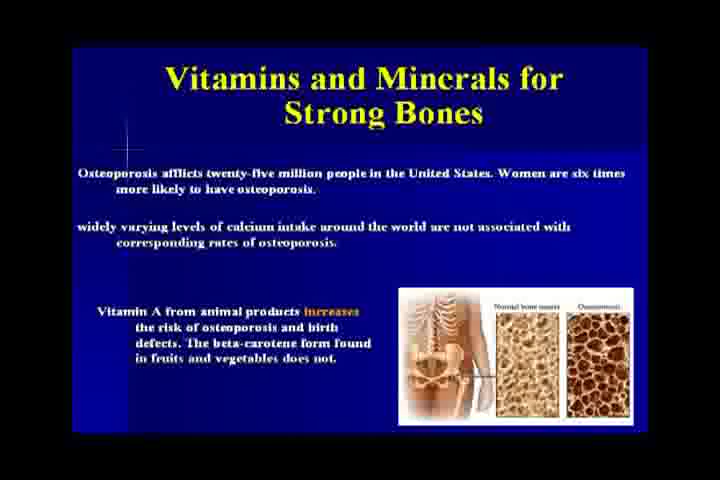 Vitamins and Minerals for
Strong Bones
Osteoporosis afflicts twenty-five million people in the United States. Women are six times
more likely to have osteoporosis.
widely varying levels of calcium intake around the world are not associated with
corresponding rates of osteoporosis.
Vitamin A from animal products increases
the risk of osteoporosis and birth
defects. The beta-carotene form found
in fruits and vegetables does not.
Normal bone matrix
Osteoporosis